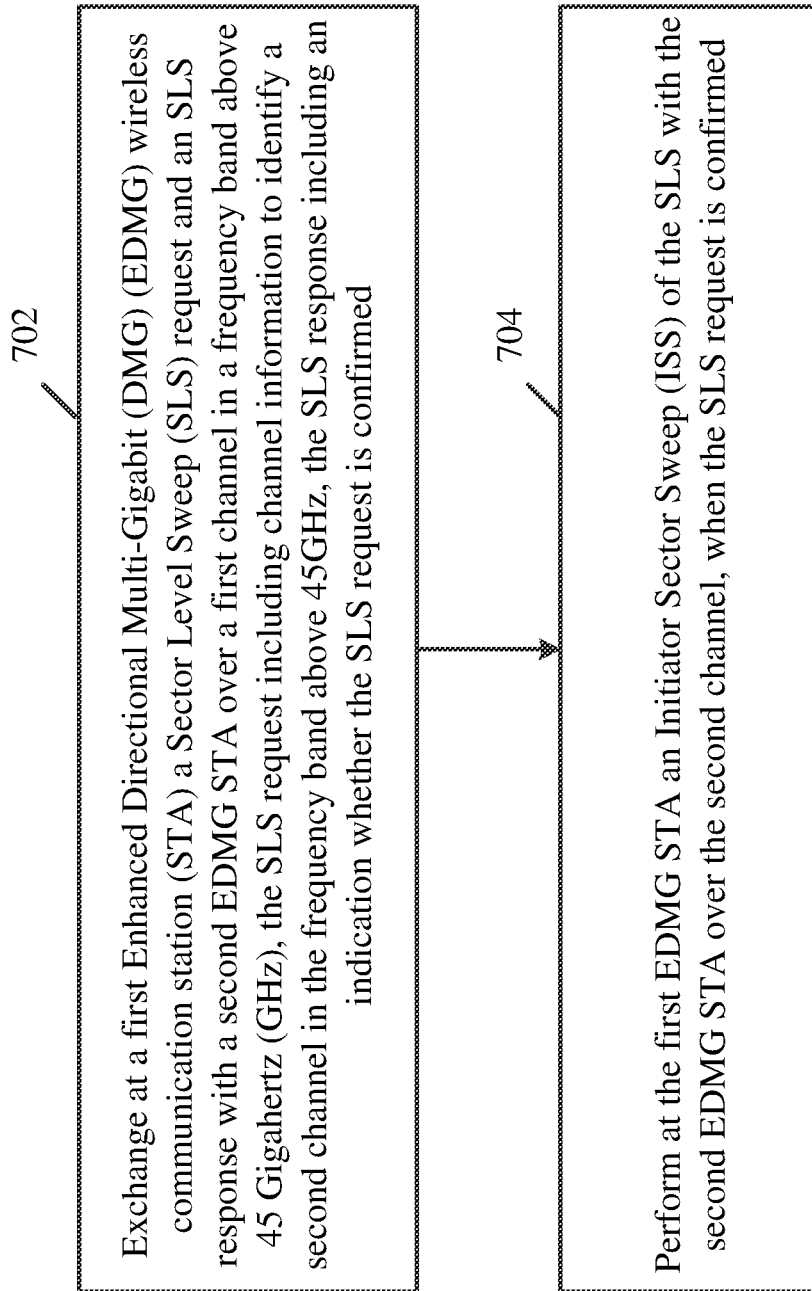 702
Exchange at a first Enhanced Directional Multi-Gigabit (DMG) (EDMG) wireless
communication station (STA) a Sector Level Sweep (SLS) request and an SLS
response with a second EDMG STA over a first channel in a frequency band above
45 Gigahertz (GHz), the SLS request including channel information to identify a
second channel in the frequency band above 45GHz, the SLS response including an
indication whether the SLS request is confirmed
704
Perform at the first EDMG STA an Initiator Sector Sweep (ISS) of the SLS with the
second EDMG STA over the second channel, when the SLS request is confirmed